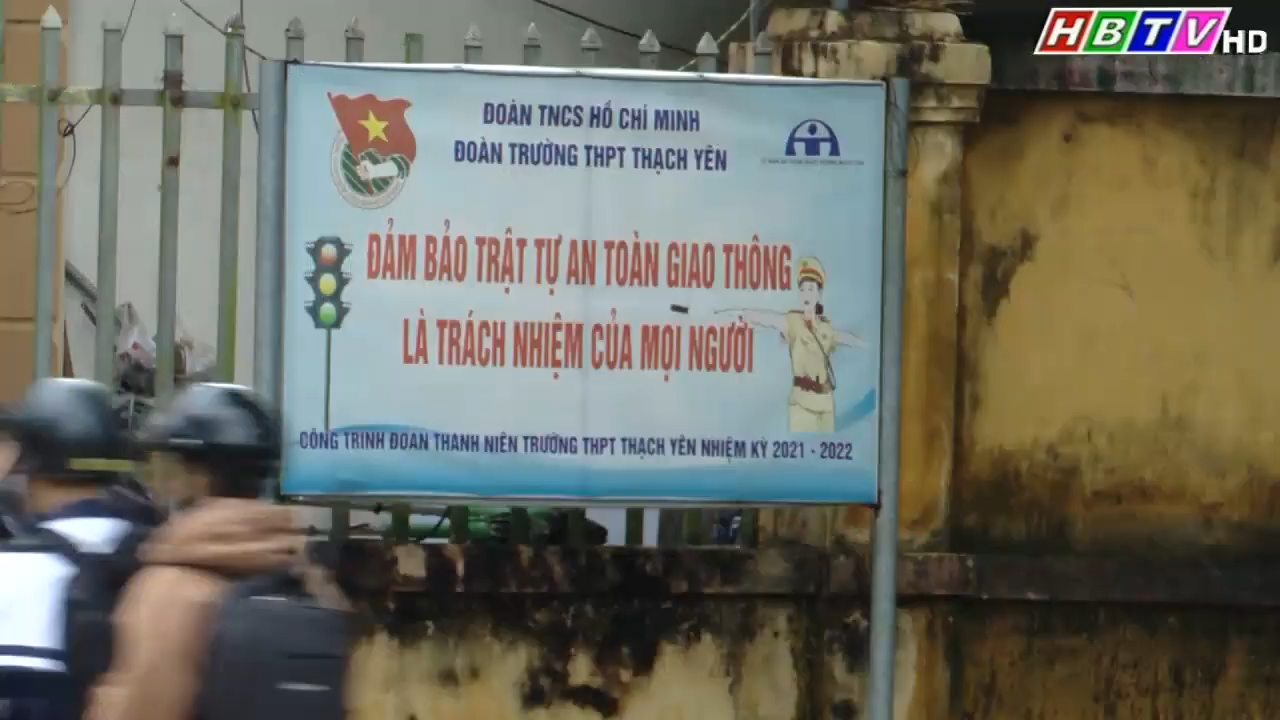 HBTV HD
ĐOÀN TNCS HỒ CHÍ MINH
ĐOÀN TRƯỜNG THPT THẠCH YÊN
ĐẢM BẢO TRẬT TỰ AN TOÀN GIAO THÔNG
LÀ TRÁCH NHIỆM CỦA MỌI NGƯỜI
CÔNG TRÌNH ĐOÀN THANH NIÊN TRƯỜNG THPT THẠCH YÊN NHIỆM KỲ 2021 - 2022